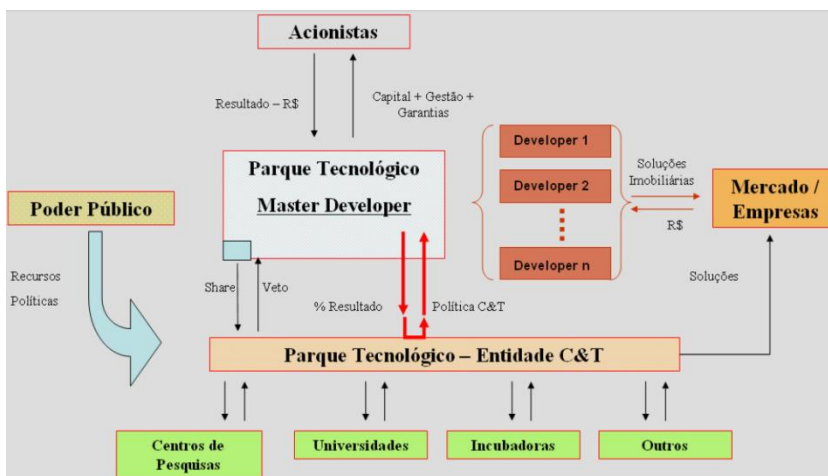 Acionistas
Resultado – R$
Capital + Gestão +
Garantias
Parque Tecnológico
Master Developer
Developer 1
Developer 2
Developer n
Soluções
Imobiliárias
R$
Mercado /
Empresas
Poder Público
Recursos
Políticas
Share
Veto
% Resultado
Política C&T
Soluções
Parque Tecnológico – Entidade C&T
Centros de
Pesquisas
Universidades
Incubadoras
Outros